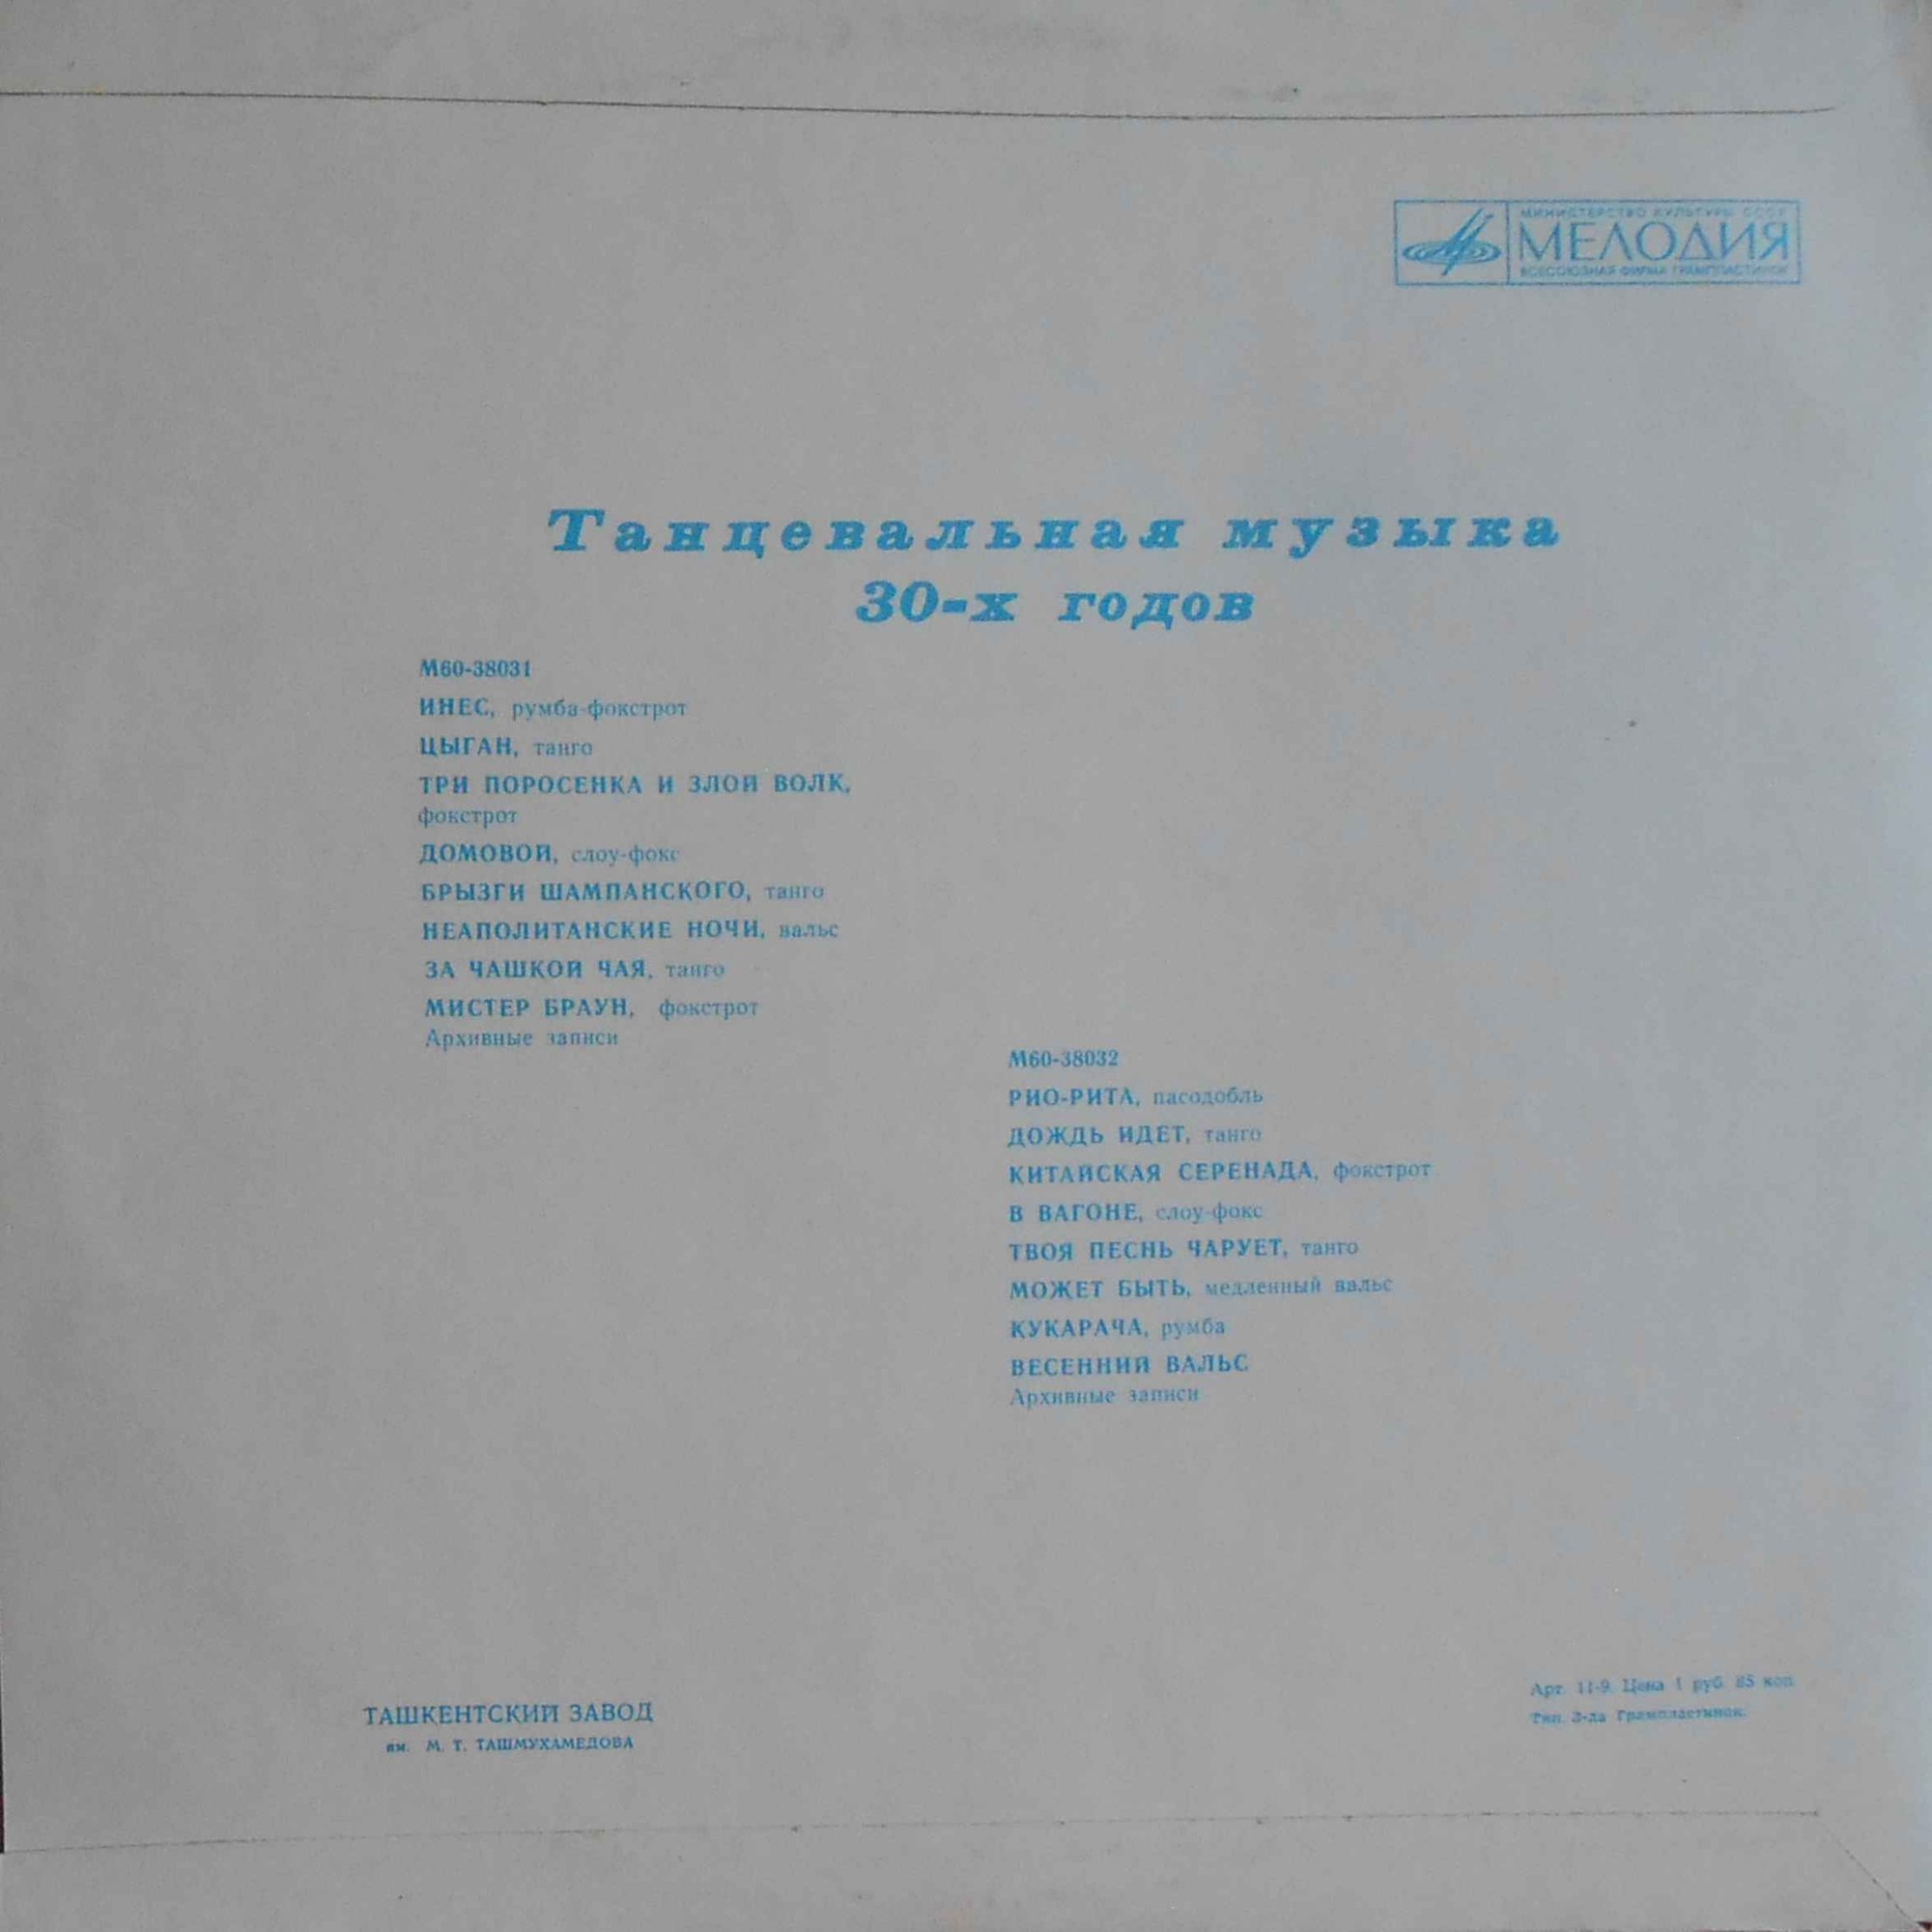 МИНИСТЕРСТВО КУЛЬТУРЫ СССР
МЕЛОДИЯ
ВСЕСОЮЗНАЯ ФИРМА ГРАМПЛАСТИНОК
Танцевальная музыка
30-х годов
М60-38031
ИНЕС, румба-фокстрот
ЦЫГАН, танго
ТРИ ПОРОСЕНКА И ЗЛОЙ ВОЛК,
фокстрот
ДОМОВОЙ, слоу-фокс
БРЫЗГИ ШАМПАНСКОГО, танго
НЕАПОЛИТАНСКИЕ НОЧИ, вальс
ЗА ЧАШКОЙ ЧАЯ, танго
МИСТЕР БРАУН, фокстрот
Архивные записи
М60-38032
РИО-РИТА, пасодобль
ДОЖДЬ ИДЕТ, танго
КИТАЙСКАЯ СЕРЕНАДА, фокстрот
В ВАГОНЕ, слоу-фокс
ТВОЯ ПЕСНЬ ЧАРУЕТ, танго
МОЖЕТ БЫТЬ, медленный вальс
КУКАРАЧА, румба
ВЕСЕННИЙ ВАЛЬС
Архивные записи
ТАШКЕНТСКИЙ ЗАВОД
им. М. Т. ТАШМУХАМЕДОВА
Арт. 11-9. Цена 1 руб. 85 коп.
Тип. З-да Грампластинок.